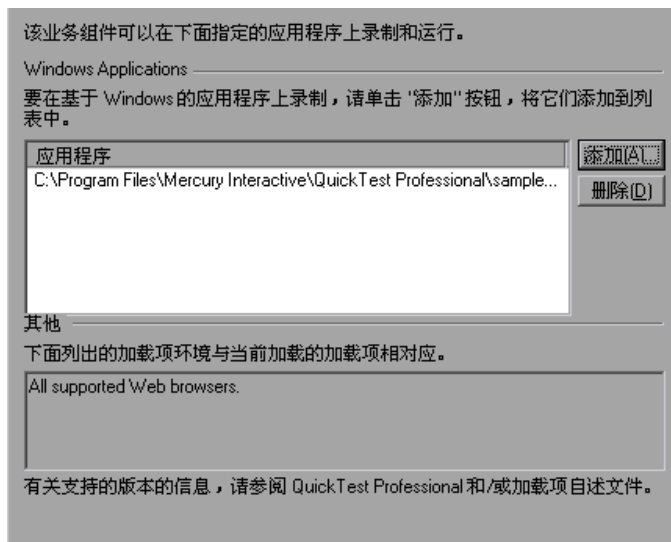 该业务组件可以在下面指定的应用程序上录制和运行。
Windows Applications
要在基于 Windows 的应用程序上录制，请单击 "添加" 按钮，将它们添加到列
表中。
应用程序
添加(A)...
C:\Program Files\Mercury Interactive\QuickTest Professional\sample...
删除(D)
其他
下面列出的加载项环境与当前加载的加载项相对应。
All supported Web browsers.
有关支持的版本的信息，请参阅 QuickTest Professional 和/或加载项自述文件。